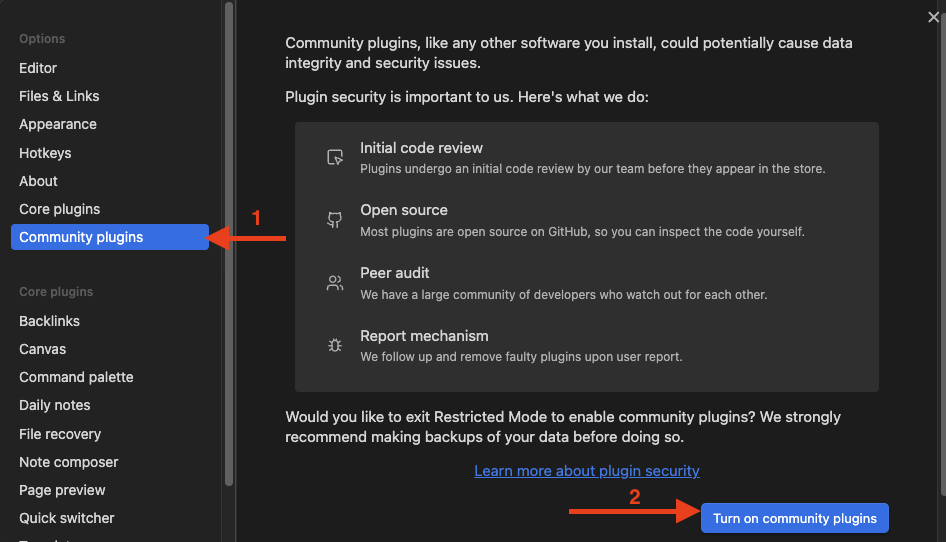 Options
Editor
Files & Links
Appearance
Hotkeys
About
Core plugins
Community plugins
1
Core plugins
Backlinks
Canvas
Command palette
Daily notes
File recovery
Note composer
Page preview
Quick switcher
Community plugins, like any other software you install, could potentially cause data
integrity and security issues.
Plugin security is important to us. Here's what we do:
Initial code review
Plugins undergo an initial code review by our team before they appear in the store.
Open source
Most plugins are open source on GitHub, so you can inspect the code yourself.
Peer audit
We have a large community of developers who watch out for each other.
Report mechanism
We follow up and remove faulty plugins upon user report.
Would you like to exit Restricted Mode to enable community plugins? We strongly
recommend making backups of your data before doing so.
Learn more about plugin security
2
Turn on community plugins